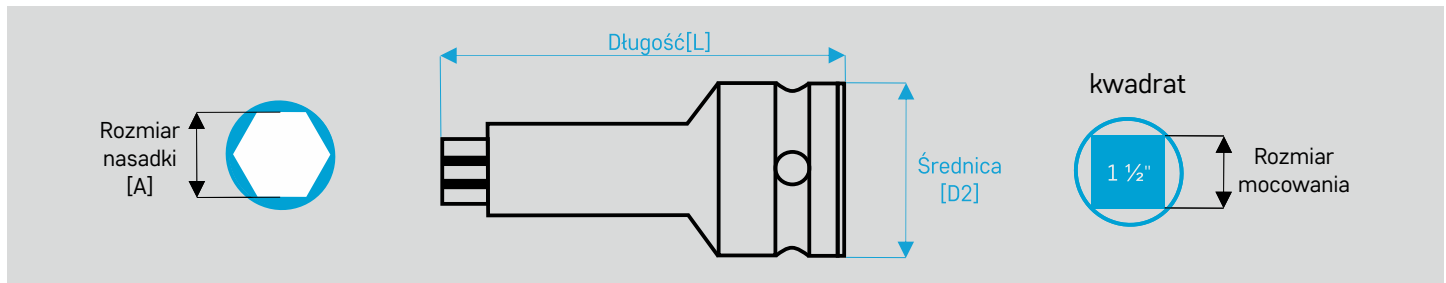 Rozmiar
nasadki
[A]
Długość[L]
Średnica
[D2]
kwadrat
1 ½"
Rozmiar
mocowania